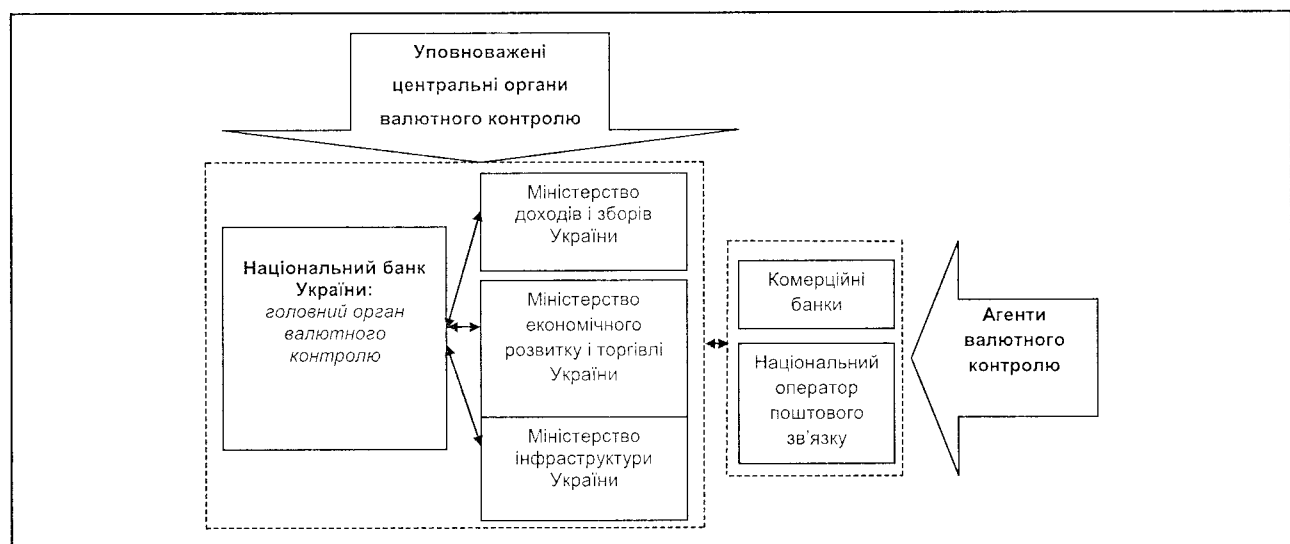 Уповноважені
центральні органи
валютного контролю
Національний банк
України:
головний орган
валютного
контролю
Міністерство
доходів і зборів
України
Міністерство
економічного
розвитку і торгівлі
України
Міністерство
інфраструктури
України
Комерційні
банки
Національний
оператор
поштового
зв'язку
Агенти
валютного
контролю